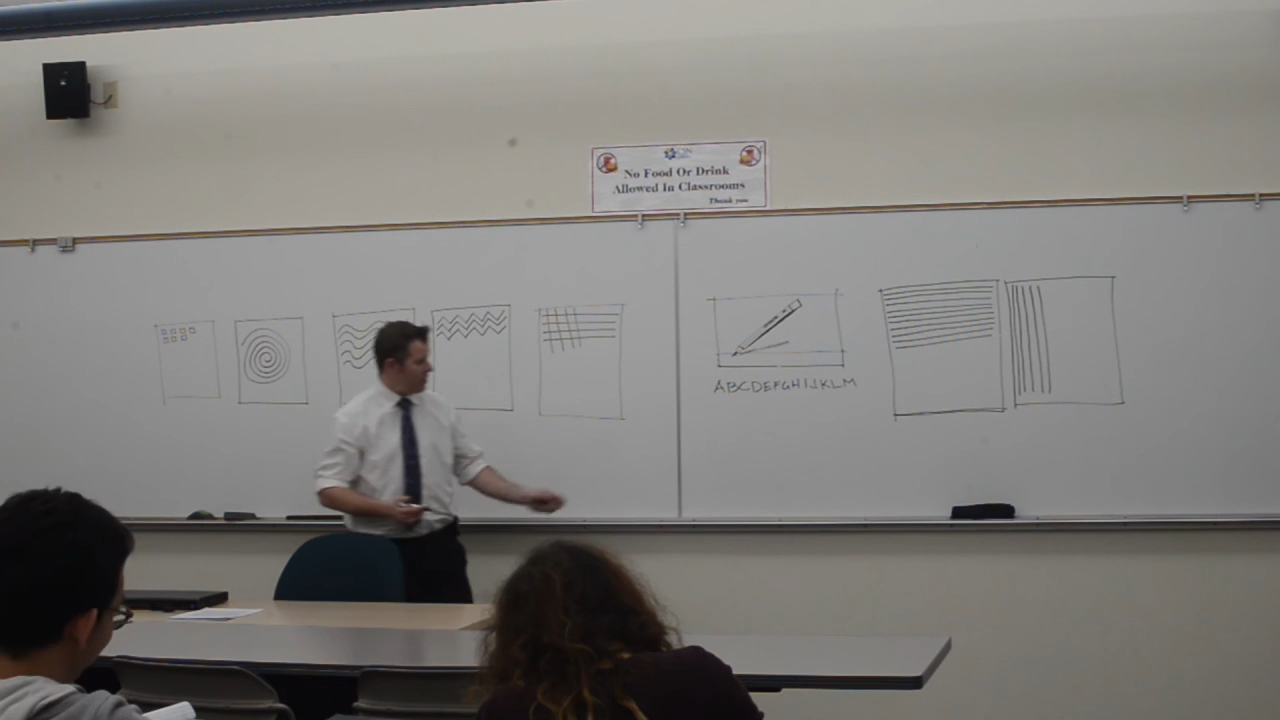 No Food Or Drink
Allowed In Classrooms
Thank you
ABCDEFGHIJKLM